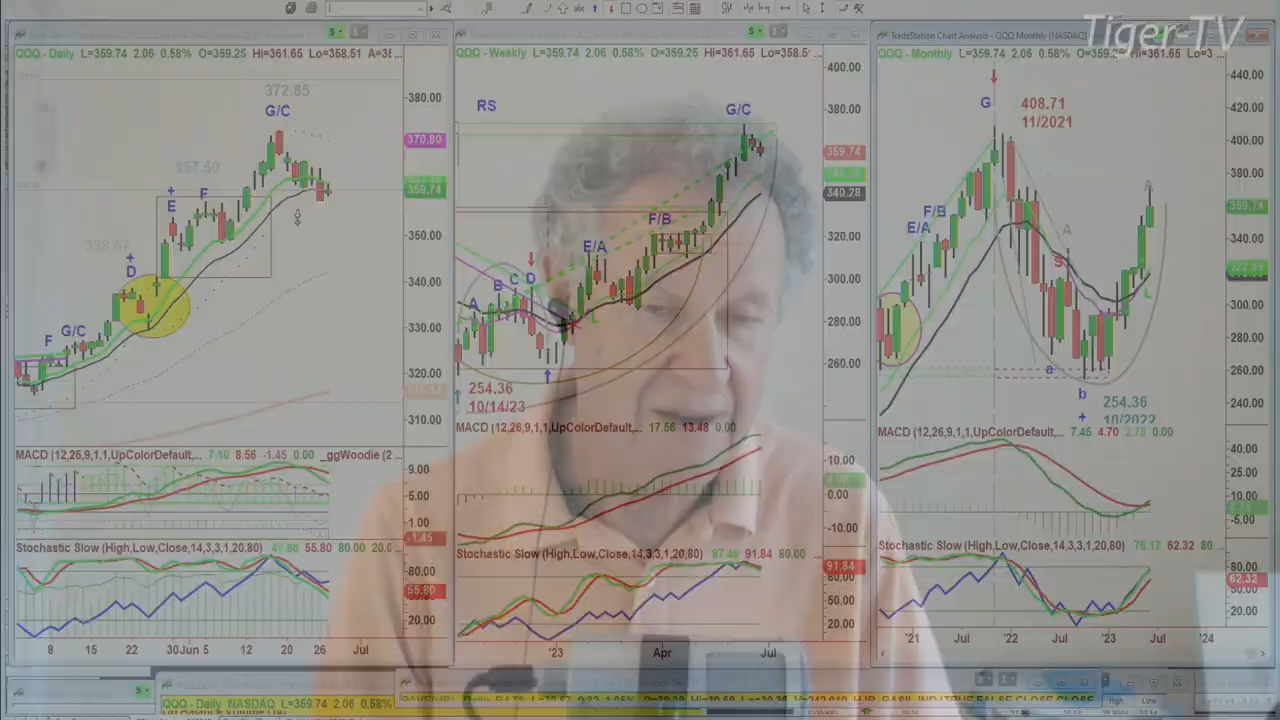 Tiger-TV
TradeStation Chart Analysis - QQQ Monthly [NASDAQ]
QQQ - Daily L=359.74 2.06 0.58% O=359.25 Hi=361.65 Lo=358.51
372.85
G/C
357.50
+
E
F
338.67
+
D
F
G/C
380.00
370.80
359.74
350.00
340.00
330.00
320.00
310.00
MACD (12,26,9,1,1,UpColorDefault,... 7.10 8.56 -1.45 0.00 _ggWoodie (2 ...
9.00
5.00
1.00
-1.45
Stochastic Slow (High,Low,Close,14,3,3,1,20,80) 47.86 55.80 80.00 20.0...
80.00
55.80
20.00
8 15 22 30 Jun 5 12 20 26 Jul
QQQ - Weekly L=359.74 2.06 0.58% O=359.25 Hi=361.65 Lo=358.5
RS
G/C
F/B
E/A
A B C D
L
254.36
10/14/23
400.00
380.00
359.74
340.28
320.00
300.00
280.00
260.00
MACD (12,26,9,1,1,UpColorDefault,... 17.56 13.48 0.00
10.00
0.00
-10.00
Stochastic Slow (High,Low,Close,14,3,3,1,20,80) 87.49 91.84 80.00 ...
91.84
80.00
50.00
20.00
'23 Apr Jul
QQQ - Monthly L=359.74 2.06 0.58% Hi=361.65 Lo=3...
G
408.71
11/2021
F/B
E/A
A
S
A
L
a
b
+
254.36
10/2022
440.00
420.00
400.00
380.00
359.74
340.00
322.95
300.00
280.00
260.00
240.00
MACD (12,26,9,1,1,UpColorDefault,... 7.45 4.70 2.76 0.00
40.00
25.00
10.00
-5.00
Stochastic Slow (High,Low,Close,14,3,3,1,20,80) 76.17 62.32 80 ...
80.00
62.32
20.00
'21 Jul '22 Jul '23 Jul '24
QQQ - Daily NASDAQ L=359.74 2.06 0.58%
High Low